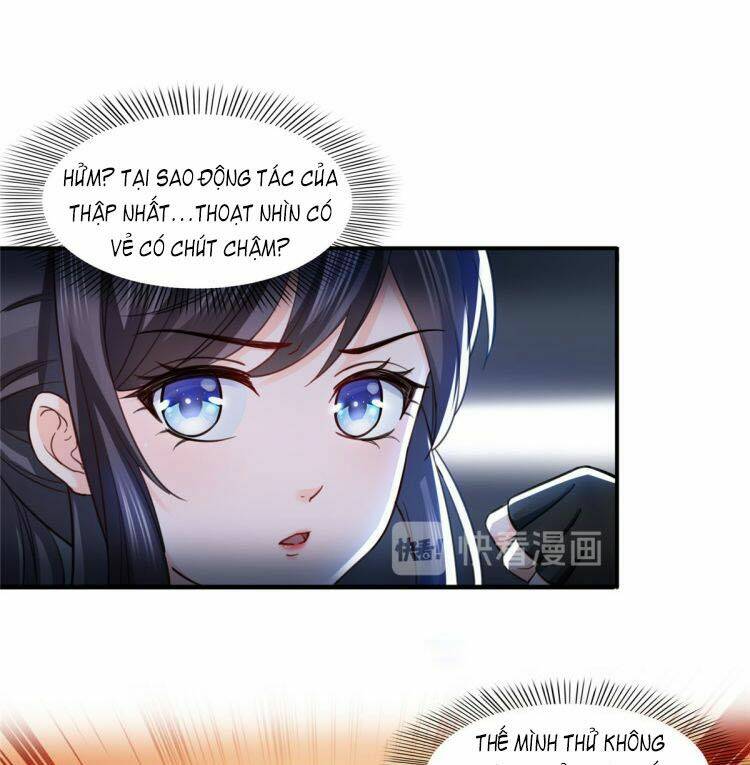 HỬM? TẠI SAO ĐỘNG TÁC CỦA
THẬP NHẤT...THOẠT NHÌN CÓ
VẺ CÓ CHÚT CHẬM?
快看! 快看漫画
THẾ MÌNH THỬ KHÔNG